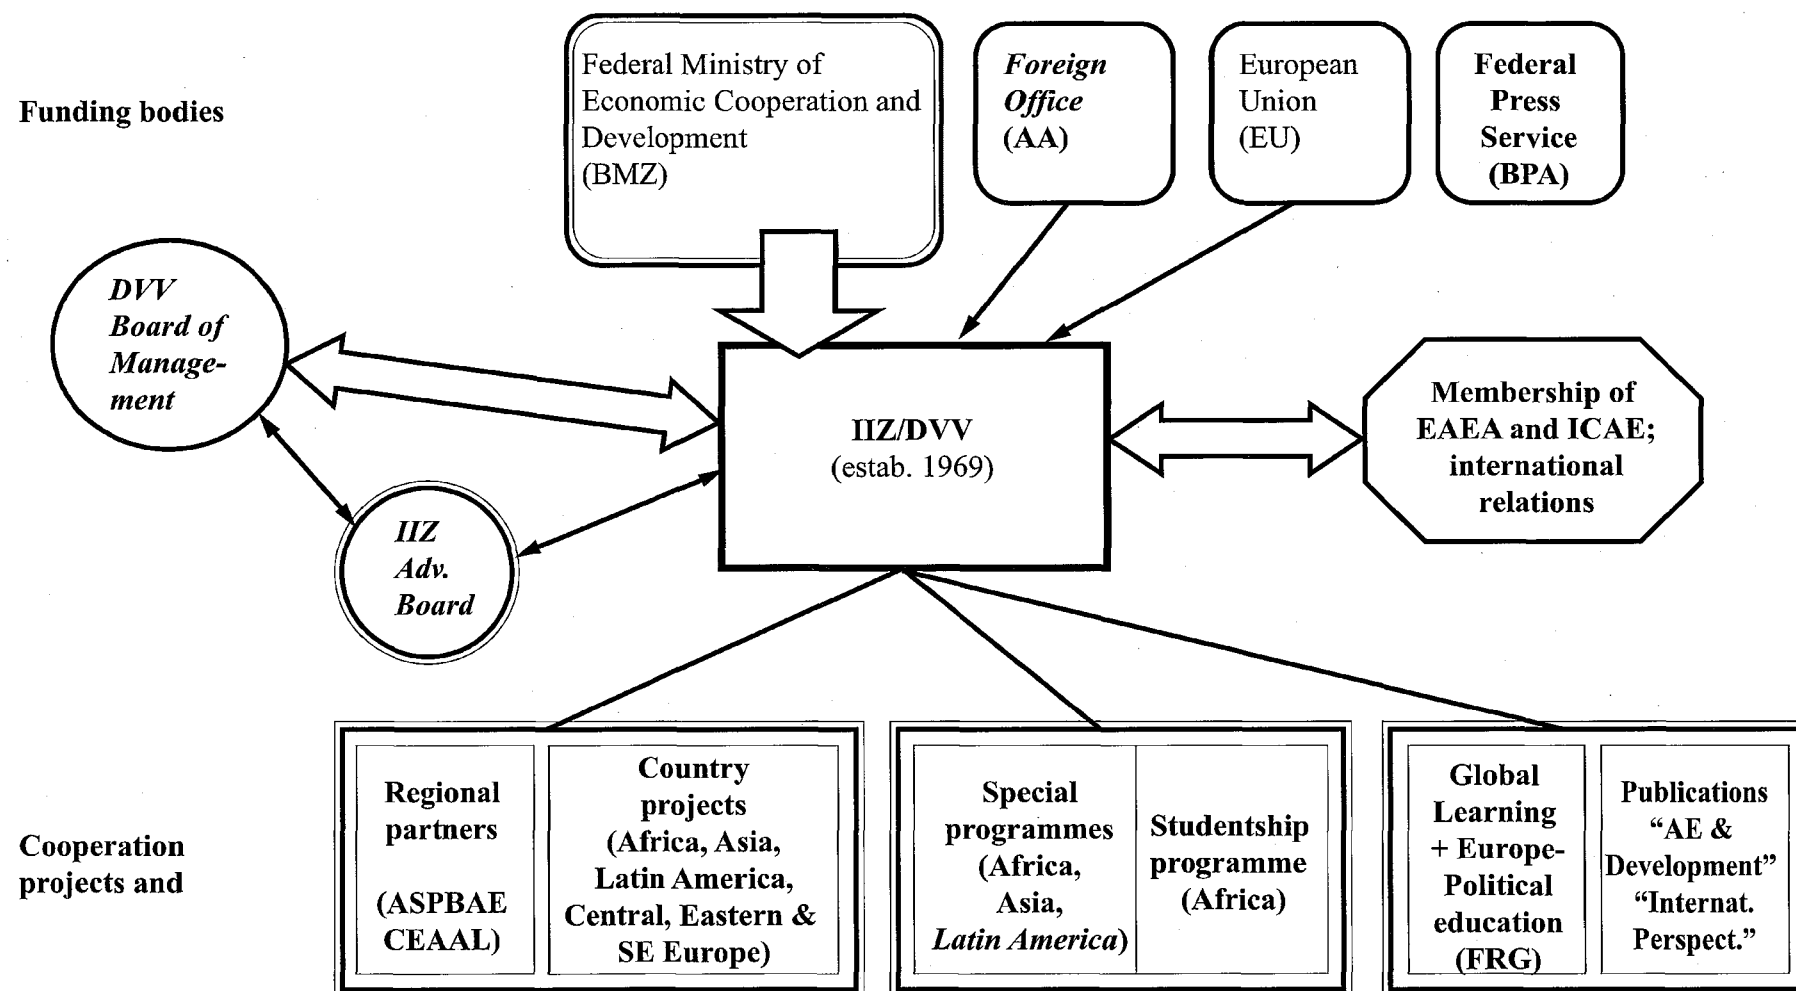 Funding bodies
Federal Ministry of
Economic Cooperation and
Development
(BMZ)
Foreign
Office
(AA)
European
Union
(EU)
Federal
Press
Service
(BPA)
DVV
Board of
Manage-
ment
IIZ
Adv.
Board
IIZ/DVV
(estab. 1969)
Membership of
EAEA and ICAE;
international
relations
Cooperation
projects and
Regional
partners
(ASPBAE
CEAAL)
Country
projects
(Africa, Asia,
Latin America,
Central, Eastern &
SE Europe)
Special
programmes
(Africa,
Asia,
Latin America)
Studentship
programme
(Africa)
Global
Learning
+ Europe-
Political
education
(FRG)
Publications
“AE &
Development”
“Internat.
Perspect.”